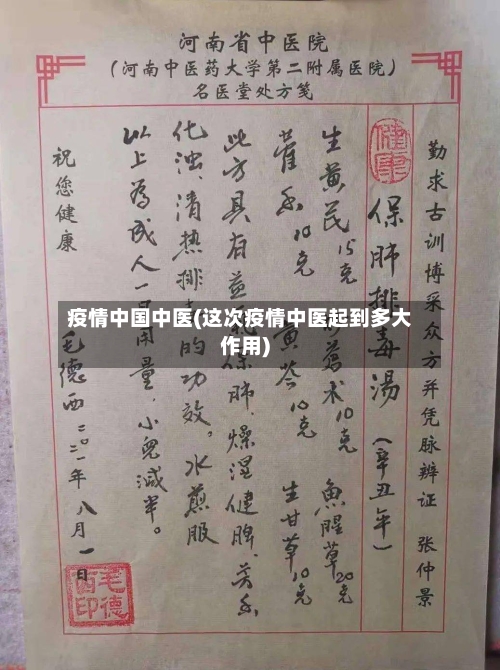 河南省中医院
（河南中医药大学第二附属医院）
名医堂处方笺
勤求古训博采众方并凭脉辨证 张仲景
健康
保肺排毒汤（辛丑年）
生黄芪15克 苍术10克 鱼腥草20克
藿香10克 黄芩10克 生甘草10克
此方具有益 保肺、燥湿健脾、芳香
化浊、清热排 的功效。水煎服
以上为成人一日用量，小儿减半。
祝您健康
毛德西 二〇二一年八月一日
毛德西印
疫情中国中医(这次疫情中医起到多大
作用)